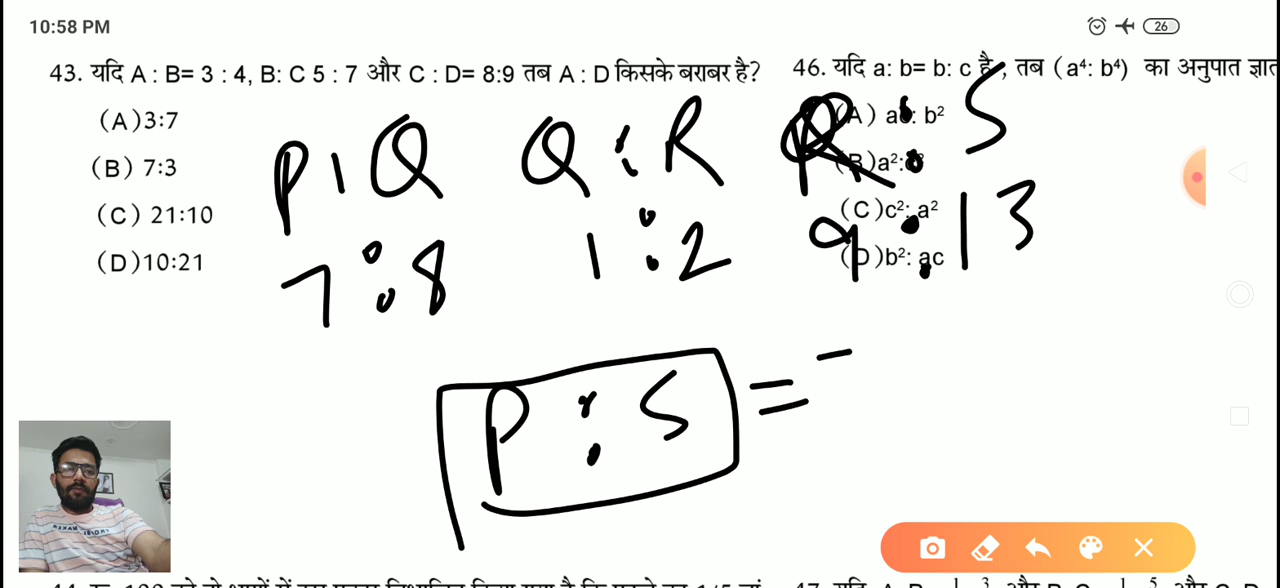 10:58 PM
26
43. यदि A : B= 3 : 4, B: C 5 : 7 और C : D= 8:9 तब A : D किसके बराबर है?
(A)3:7
(B) 7:3
(C) 21:10
(D)10:21
46. यदि a: b= b: c है , तब (a⁴: b⁴) का अनुपात
(A) : b²
(B)a²:
(C)c²: a²
(D)b²: ac
P : Q Q : R R : S
7 : 8 1 : 2 9 : 13
P : S =